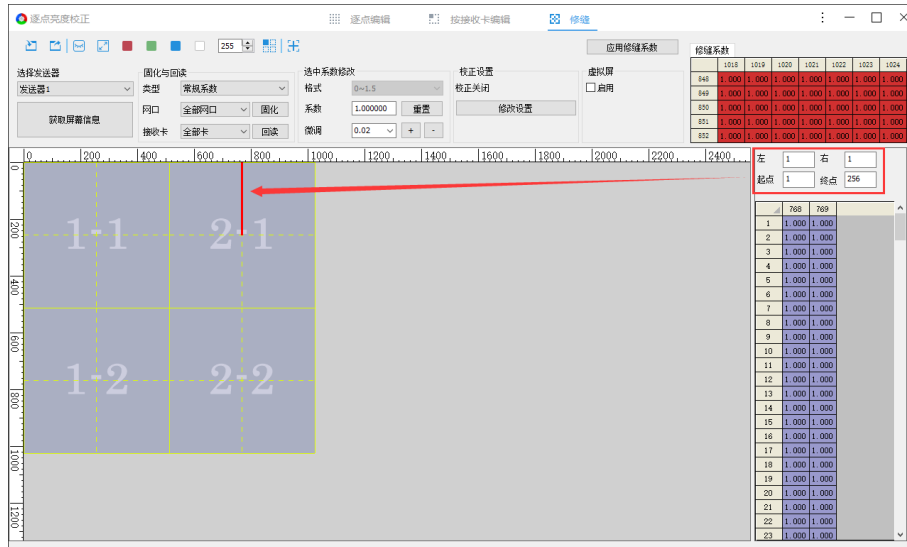 逐点亮度校正 逐点编辑 按接收卡编辑 修缝
255
应用修缝系数
选择发送器 固化与回读 选中系数修改 校正设置 虚拟屏
发送器1 类型 常规系数 格式 0~1.5 校正关闭 启用
获取屏幕信息 网口 全部网口 固化 系数 1.000000 重置 修改设置
接收卡 全部卡 回读 微调 0.02 + -
修缝系数
1018 1019 1020 1021 1022 1023 1024
848 1.000 1.000 1.000 1.000 1.000 1.000 1.000
849 1.000 1.000 1.000 1.000 1.000 1.000 1.000
850 1.000 1.000 1.000 1.000 1.000 1.000 1.000
851 1.000 1.000 1.000 1.000 1.000 1.000 1.000
852 1.000 1.000 1.000 1.000 1.000 1.000 1.000
0 200 400 600 800 1000 1200 1400 1600 1800 2000 2200 2400
0
200
400
600
800
1000
1200
1-1 2-1
1-2 2-2
左 1 右 1
起点 1 终点 256
768 769
1 1.000 1.000
2 1.000 1.000
3 1.000 1.000
4 1.000 1.000
5 1.000 1.000
6 1.000 1.000
7 1.000 1.000
8 1.000 1.000
9 1.000 1.000
10 1.000 1.000
11 1.000 1.000
12 1.000 1.000
13 1.000 1.000
14 1.000 1.000
15 1.000 1.000
16 1.000 1.000
17 1.000 1.000
18 1.000 1.000
19 1.000 1.000
20 1.000 1.000
21 1.000 1.000
22 1.000 1.000
23 1.000 1.000